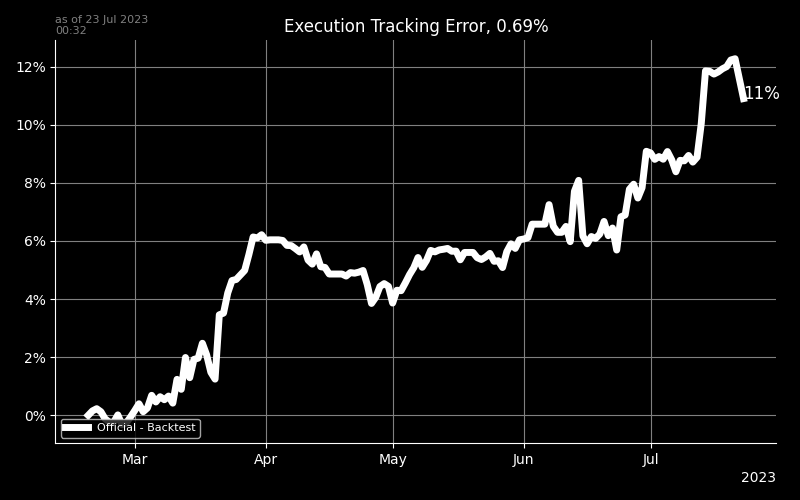 as of 23 Jul 2023
00:32
Execution Tracking Error, 0.69%
12%
10%
8%
6%
4%
2%
0%
11%
Official - Backtest
Mar
Apr
May
Jun
Jul
2023